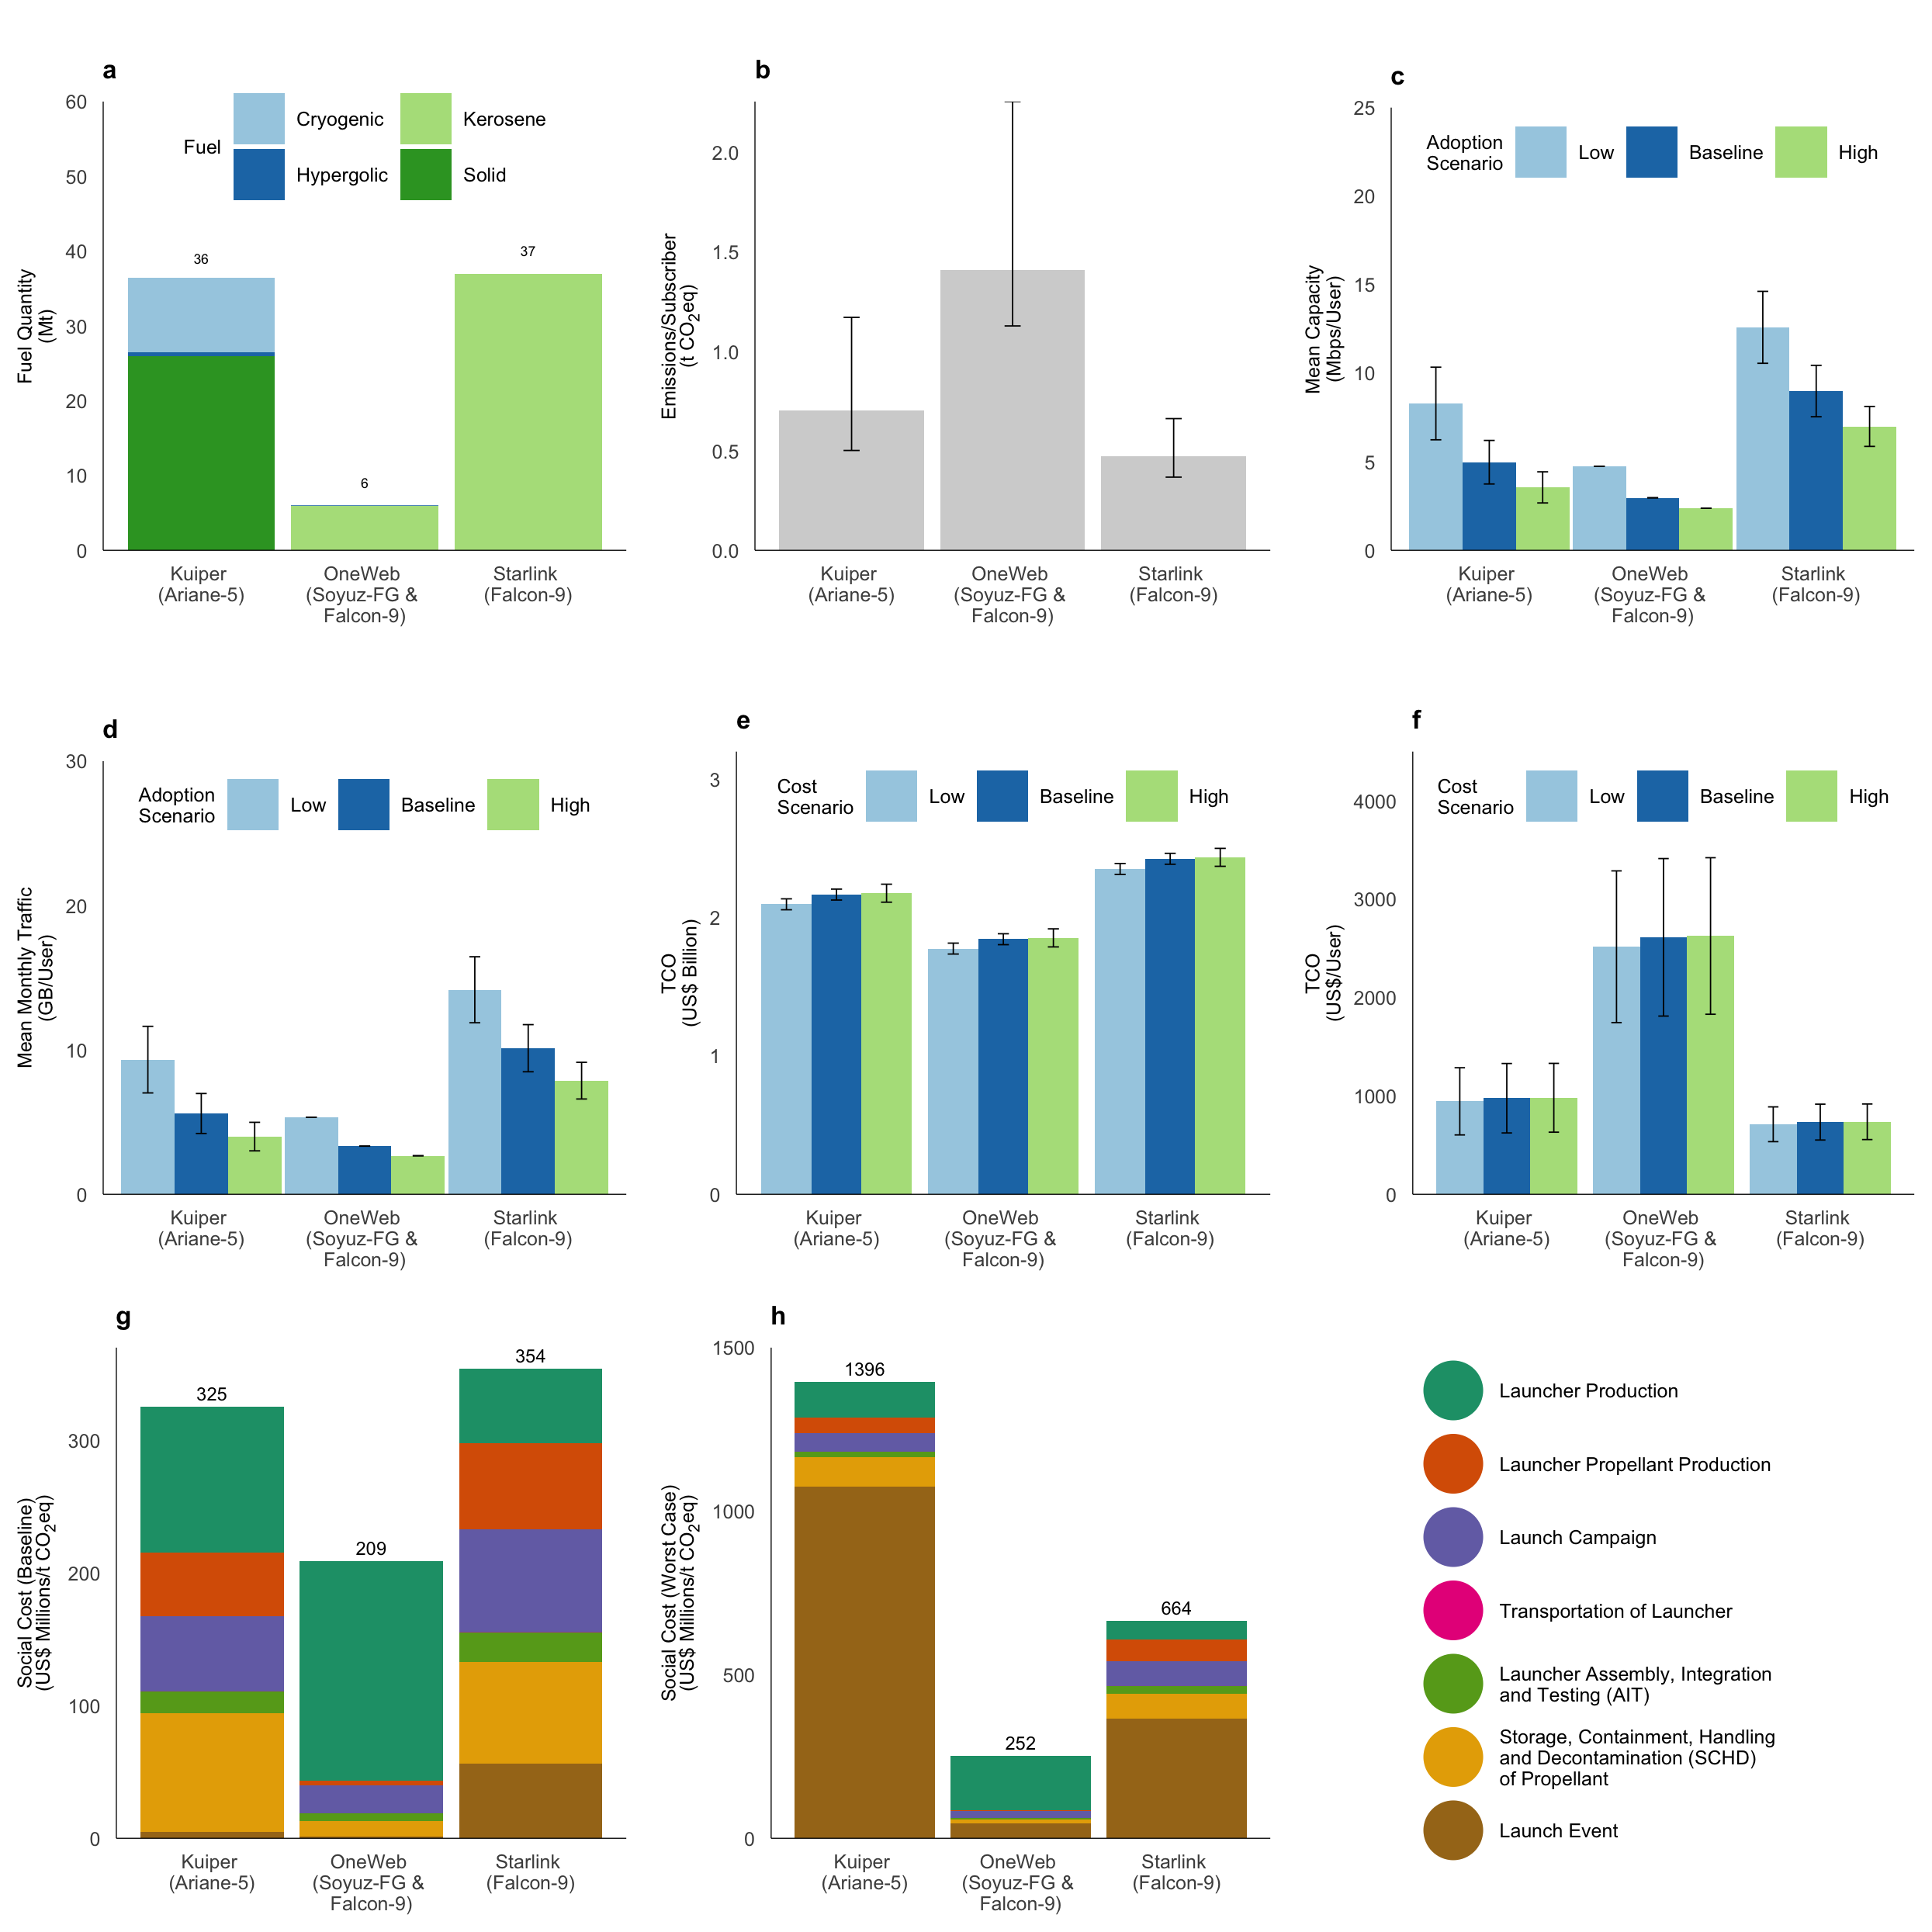 a
60
50
40
30
20
10
0
Fuel Quantity
(Mt)
Fuel
Cryogenic
Kerosene
Hypergolic
Solid
36
6
37
Kuiper
(Ariane-5)
OneWeb
(Soyuz-FG &
Falcon-9)
Starlink
(Falcon-9)
b
2.0
1.5
1.0
0.5
0.0
Emissions/Subscriber
(t CO2eq)
Kuiper
(Ariane-5)
OneWeb
(Soyuz-FG &
Falcon-9)
Starlink
(Falcon-9)
c
25
20
15
10
5
0
Mean Capacity
(Mbps/User)
Adoption
Scenario
Low
Baseline
High
Kuiper
(Ariane-5)
OneWeb
(Soyuz-FG &
Falcon-9)
Starlink
(Falcon-9)
d
30
20
10
0
Mean Monthly Traffic
(GB/User)
Adoption
Scenario
Low
Baseline
High
Kuiper
(Ariane-5)
OneWeb
(Soyuz-FG &
Falcon-9)
Starlink
(Falcon-9)
e
3
2
1
0
TCO
(US$ Billion)
Cost
Scenario
Low
Baseline
High
Kuiper
(Ariane-5)
OneWeb
(Soyuz-FG &
Falcon-9)
Starlink
(Falcon-9)
f
4000
3000
2000
1000
0
TCO
(US$/User)
Cost
Scenario
Low
Baseline
High
Kuiper
(Ariane-5)
OneWeb
(Soyuz-FG &
Falcon-9)
Starlink
(Falcon-9)
g
300
200
100
0
Social Cost (Baseline)
(US$ Millions/t CO2eq)
325
209
354
Kuiper
(Ariane-5)
OneWeb
(Soyuz-FG &
Falcon-9)
Starlink
(Falcon-9)
h
1500
1000
500
0
Social Cost (Worst Case)
(US$ Millions/t CO2eq)
1396
252
664
Kuiper
(Ariane-5)
OneWeb
(Soyuz-FG &
Falcon-9)
Starlink
(Falcon-9)
Launcher Production
Launcher Propellant Production
Launch Campaign
Transportation of Launcher
Launcher Assembly, Integration
and Testing (AIT)
Storage, Containment, Handling
and Decontamination (SCHD)
of Propellant
Launch Event